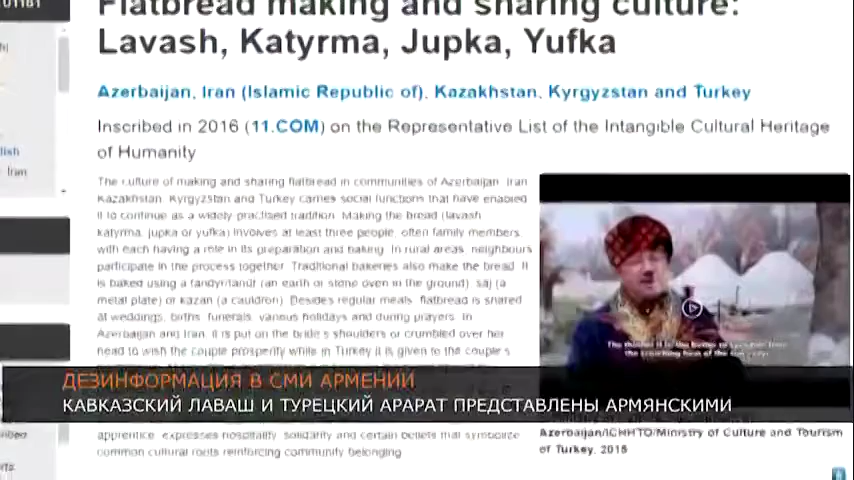 Flatbread making and sharing culture:
Lavash, Katyrma, Jupka, Yufka
Azerbaijan, Iran (Islamic Republic of), Kazakhstan, Kyrgyzstan and Turkey
Inscribed in 2016 (11.COM) on the Representative List of the Intangible Cultural Heritage
of Humanity
The culture of making and sharing flatbread in communities of Azerbaijan, Iran
Kazakhstan, Kyrgyzstan and Turkey carries social functions that have enabled
it to continue as a widely practised tradition. Making the bread (lavash
katyrma, jupka or yufka) involves at least three people, often family members,
with each having a role in its preparation and baking. In rural areas, neighbours
participate in the process together. Traditional bakeries also make the bread. It
is baked using a tandyr/tanūr (an earth or stone oven in the ground), sāj (a
metal plate) or kazan (a cauldron). Besides regular meals, flatbread is shared
at weddings, births, funerals, various holidays and during prayers. In
Azerbaijan and Iran, it is put on the bride's shoulders or crumbled over her
head to wish the couple prosperity while in Turkey it is given to the couple's
ДЕЗИНФОРМАЦИЯ В СМИ АРМЕНИИ
КАВКАЗСКИЙ ЛАВАШ И ТУРЕЦКИЙ АРАРАТ ПРЕДСТАВЛЕНЫ АРМЯНСКИМИ
apprentice, expresses hospitality, solidarity and certain beliefs that symbolize
common cultural roots reinforcing community belonging.
Azerbaijan/ICHHTO/Ministry of Culture and Tourism
of Turkey, 2015